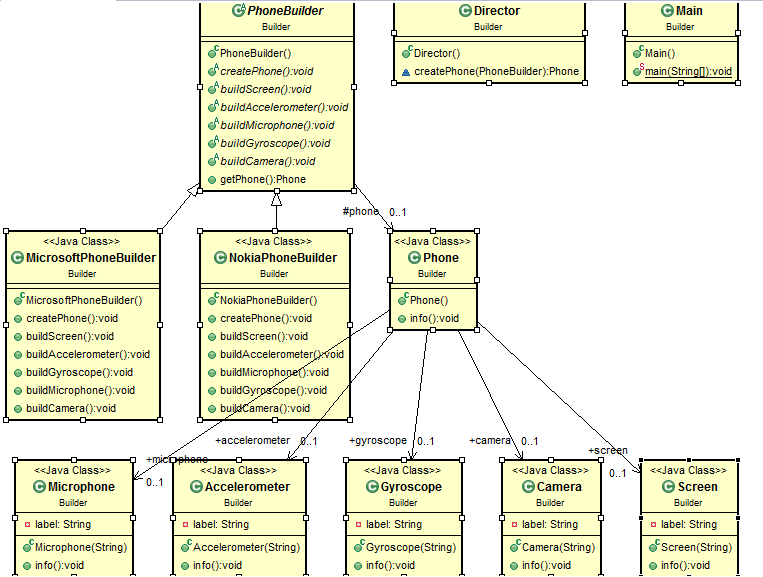 PhoneBuilder
Builder
PhoneBuilder()
createPhone():void
buildScreen():void
buildAccelerometer():void
buildMicrophone():void
buildGyroscope():void
buildCamera():void
getPhone():Phone
Director
Builder
Director()
createPhone(PhoneBuilder):Phone
Main
Builder
Main()
main(String[]):void
#phone 0..1
<<Java Class>>
MicrosoftPhoneBuilder
Builder
MicrosoftPhoneBuilder()
createPhone():void
buildScreen():void
buildAccelerometer():void
buildGyroscope():void
buildMicrophone():void
buildCamera():void
<<Java Class>>
NokiaPhoneBuilder
Builder
NokiaPhoneBuilder()
createPhone():void
buildScreen():void
buildAccelerometer():void
buildMicrophone():void
buildGyroscope():void
buildCamera():void
<<Java Class>>
Phone
Builder
Phone()
info():void
+microphone
0..1
+accelerometer 0..1
+gyroscope 0..1
+camera 0..1
+screen
0..1
<<Java Class>>
Microphone
Builder
label: String
Microphone(String)
info():void
<<Java Class>>
Accelerometer
Builder
label: String
Accelerometer(String)
info():void
<<Java Class>>
Gyroscope
Builder
label: String
Gyroscope(String)
info():void
<<Java Class>>
Camera
Builder
label: String
Camera(String)
info():void
<<Java Class>>
Screen
Builder
label: String
Screen(String)
info():void